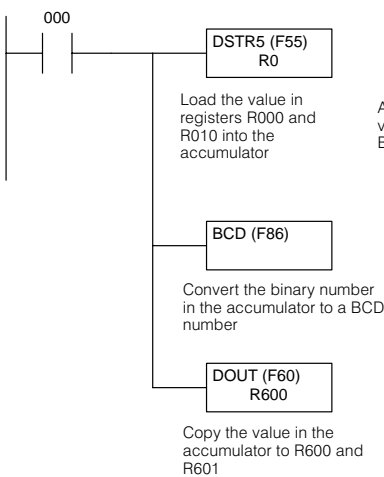 000
DSTR5 (F55)
R0
Load the value in
registers R000 and
R010 into the
accumulator
A
v
BCD (F86)
Convert the binary number
in the accumulator to a BCD
number
DOUT (F60)
R600
Copy the value in the
accumulator to R600 and
R601